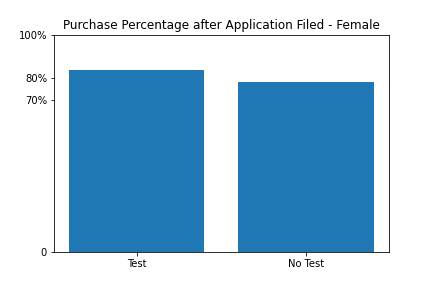 Purchase Percentage after Application Filed - Female
100%
80%
70%
0
Test
No Test